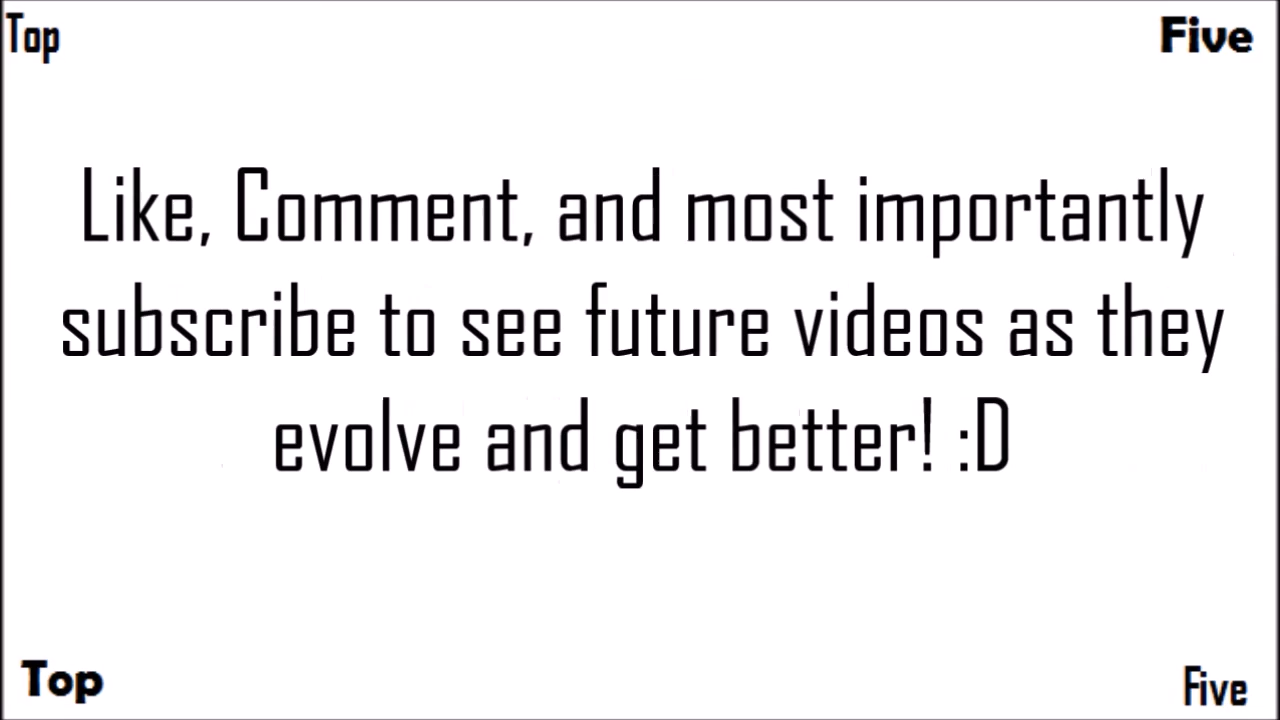 Top
Five
Like, Comment, and most importantly
subscribe to see future videos as they
evolve and get better! :D
Top
Five